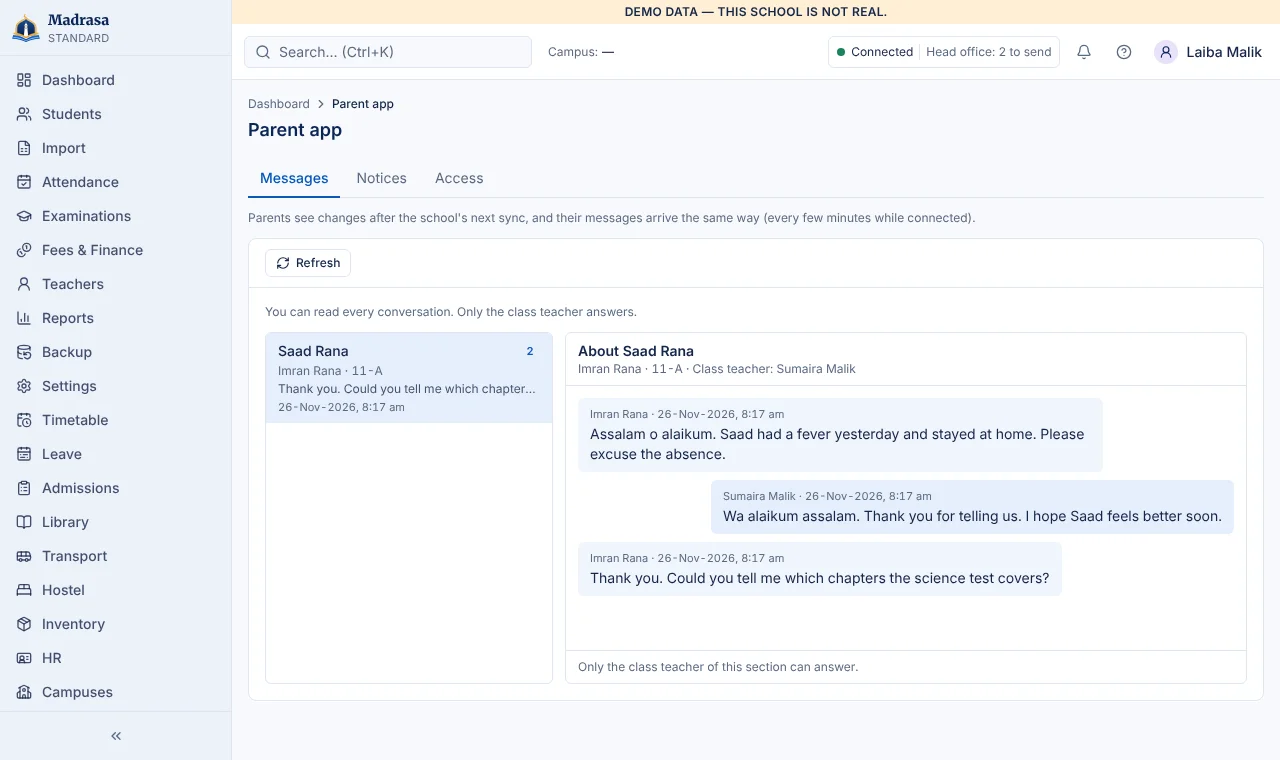 DEMO DATA — THIS SCHOOL IS NOT REAL.
Madrasa
STANDARD
Search... (Ctrl+K)
Campus: —
Connected
Head office: 2 to send
Laiba Malik
Dashboard
Students
Import
Attendance
Examinations
Fees & Finance
Teachers
Reports
Backup
Settings
Timetable
Leave
Admissions
Library
Transport
Hostel
Inventory
HR
Campuses
Dashboard > Parent app
Parent app
Messages
Notices
Access
Parents see changes after the school's next sync, and their messages arrive the same way (every few minutes while connected).
Refresh
You can read every conversation. Only the class teacher answers.
Saad Rana 2
Imran Rana · 11-A
Thank you. Could you tell me which chapter...
26-Nov-2026, 8:17 am
About Saad Rana
Imran Rana · 11-A · Class teacher: Sumaira Malik
Imran Rana · 26-Nov-2026, 8:17 am
Assalam o alaikum. Saad had a fever yesterday and stayed at home. Please
excuse the absence.
Sumaira Malik · 26-Nov-2026, 8:17 am
Wa alaikum assalam. Thank you for telling us. I hope Saad feels better soon.
Imran Rana · 26-Nov-2026, 8:17 am
Thank you. Could you tell me which chapters the science test covers?
Only the class teacher of this section can answer.